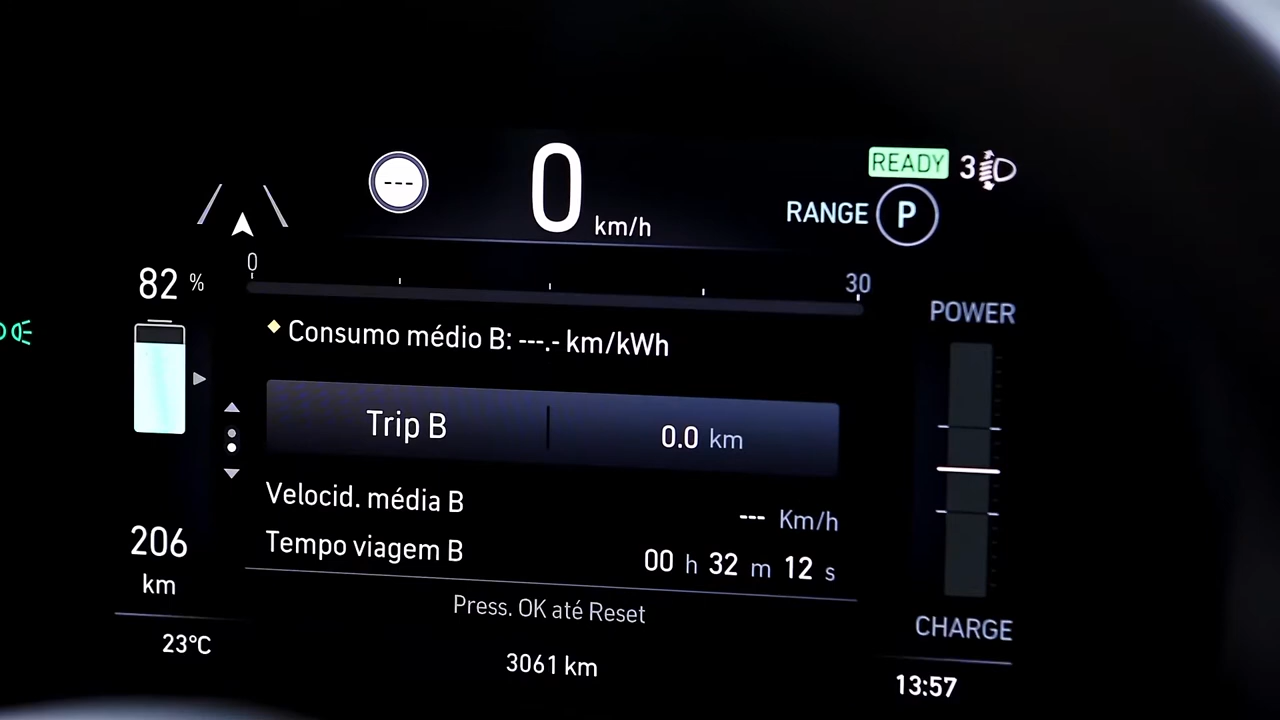 ---
0 km/h
READY 3
RANGE P
82 %
0 30
POWER
Consumo médio B: ---.- km/kWh
Trip B 0.0 km
Velocid. média B --- Km/h
Tempo viagem B 00 h 32 m 12 s
206
km
Press. OK até Reset
CHARGE
23°C
3061 km
13:57